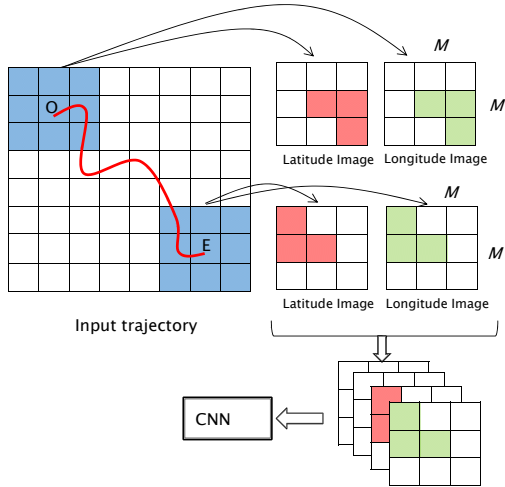 M
O
M
Latitude Image
Longitude Image
M
E
M
Latitude Image
Longitude Image
Input trajectory
CNN